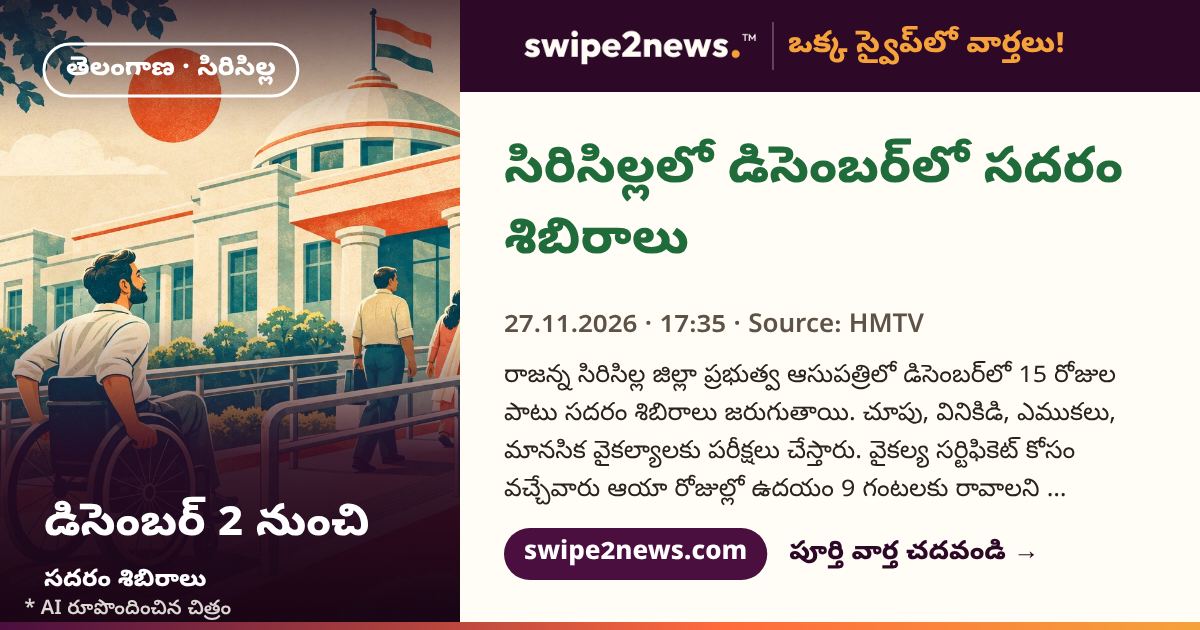 తెలంగాణ · సిరిసిల్ల
swipe2news.™
ఒక్క స్వైప్‌లో వార్తలు!
సిరిసిల్లలో డిసెంబర్‌లో సదరం
శిబిరాలు
27.11.2026 · 17:35 · Source: HMTV
రాజన్న సిరిసిల్ల జిల్లా ప్రభుత్వ ఆసుపత్రిలో డిసెంబర్‌లో 15 రోజుల
పాటు సదరం శిబిరాలు జరుగుతాయి. చూపు, వినికిడి, ఎముకలు,
మానసిక వైకల్యాలకు పరీక్షలు చేస్తారు. వైకల్య సర్టిఫికెట్ కోసం
వచ్చేవారు ఆయా రోజుల్లో ఉదయం 9 గంటలకు రావాలని ...
swipe2news.com
పూర్తి వార్త చదవండి →
డిసెంబర్ 2 నుంచి
సదరం శిబిరాలు
* AI రూపొందించిన చిత్రం